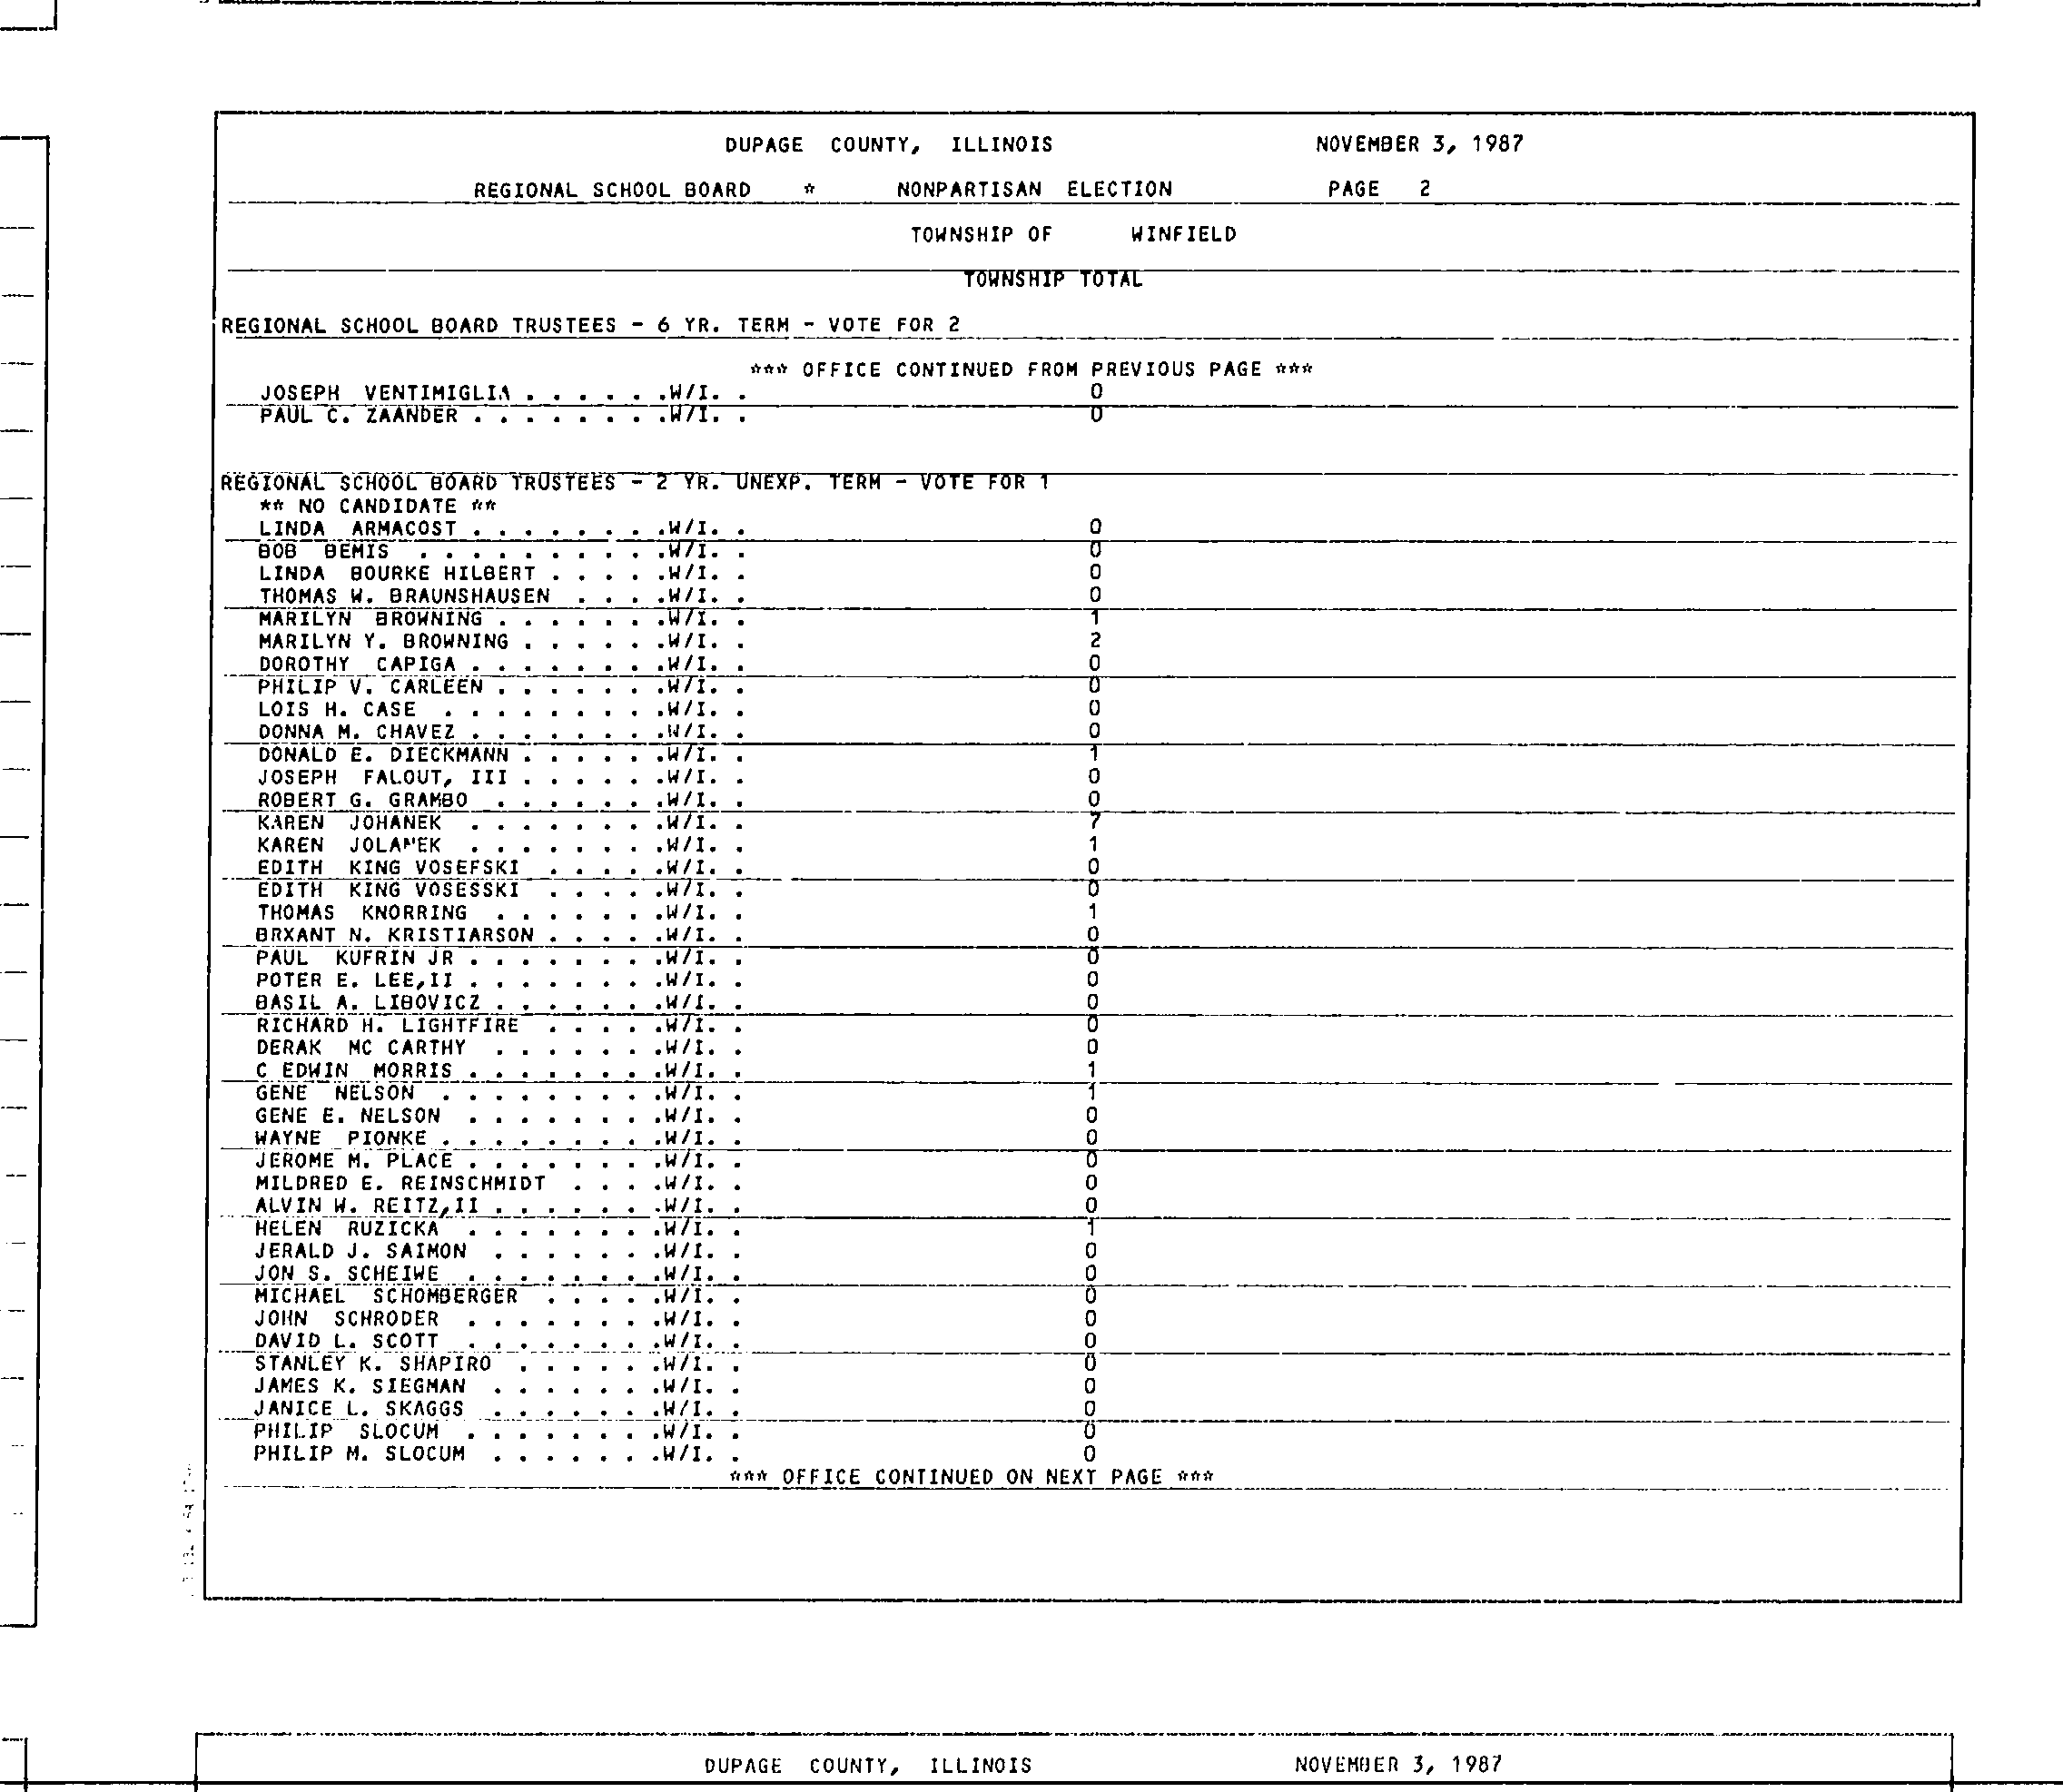 DUPAGE COUNTY, ILLINOIS NOVEMBER 3, 1987
REGIONAL SCHOOL BOARD * NONPARTISAN ELECTION PAGE 2
TOWNSHIP OF WINFIELD
TOWNSHIP TOTAL
REGIONAL SCHOOL BOARD TRUSTEES - 6 YR. TERM - VOTE FOR 2
*** OFFICE CONTINUED FROM PREVIOUS PAGE ***
JOSEPH VENTIMIGLIA . . . . . .W/I. . 0
PAUL C. ZAANDER . . . . . . . .W/I. . 0
REGIONAL SCHOOL BOARD TRUSTEES - 2 YR. UNEXP. TERM - VOTE FOR 1
** NO CANDIDATE **
LINDA ARMACOST . . . . . . . .W/I. . 0
BOB BEMIS . . . . . . . . . .W/I. . 0
LINDA BOURKE HILBERT . . . . .W/I. . 0
THOMAS W. BRAUNSHAUSEN . . . .W/I. . 0
MARILYN BROWNING . . . . . . .W/I. . 1
MARILYN Y. BROWNING . . . . . .W/I. . 2
DOROTHY CAPIGA . . . . . . . .W/I. . 0
PHILIP V. CARLEEN . . . . . . .W/I. . 0
LOIS H. CASE . . . . . . . . .W/I. . 0
DONNA M. CHAVEZ . . . . . . . .W/I. . 0
DONALD E. DIECKMANN . . . . . .W/I. . 1
JOSEPH FALOUT, III . . . . . .W/I. . 0
ROBERT G. GRAMBO . . . . . . .W/I. . 0
KAREN JOHANEK . . . . . . . .W/I. . 7
KAREN JOLANEK . . . . . . . .W/I. . 1
EDITH KING VOSEFSKI . . . . .W/I. . 0
EDITH KING VOSESSKI . . . . .W/I. . 0
THOMAS KNORRING . . . . . . .W/I. . 1
BRXANT N. KRISTIARSON . . . . .W/I. . 0
PAUL KUFRIN JR . . . . . . . .W/I. . 0
POTER E. LEE,II . . . . . . . .W/I. . 0
BASIL A. LIBOVICZ . . . . . . .W/I. . 0
RICHARD H. LIGHTFIRE . . . . .W/I. . 0
DERAK MC CARTHY . . . . . . .W/I. . 0
C EDWIN MORRIS . . . . . . . .W/I. . 1
GENE NELSON . . . . . . . . .W/I. . 1
GENE E. NELSON . . . . . . . .W/I. . 0
WAYNE PIONKE . . . . . . . . .W/I. . 0
JEROME M. PLACE . . . . . . . .W/I. . 0
MILDRED E. REINSCHMIDT . . . .W/I. . 0
ALVIN W. REITZ,II . . . . . . .W/I. . 0
HELEN RUZICKA . . . . . . . .W/I. . 1
JERALD J. SAIMON . . . . . . .W/I. . 0
JON S. SCHEIWE . . . . . . . .W/I. . 0
MICHAEL SCHOMBERGER . . . . .W/I. . 0
JOHN SCHRODER . . . . . . . .W/I. . 0
DAVID L. SCOTT . . . . . . . .W/I. . 0
STANLEY K. SHAPIRO . . . . . .W/I. . 0
JAMES K. SIEGMAN . . . . . . .W/I. . 0
JANICE L. SKAGGS . . . . . . .W/I. . 0
PHILIP SLOCUM . . . . . . . .W/I. . 0
PHILIP M. SLOCUM . . . . . . .W/I. . 0
*** OFFICE CONTINUED ON NEXT PAGE ***
DUPAGE COUNTY, ILLINOIS NOVEMBER 3, 1987